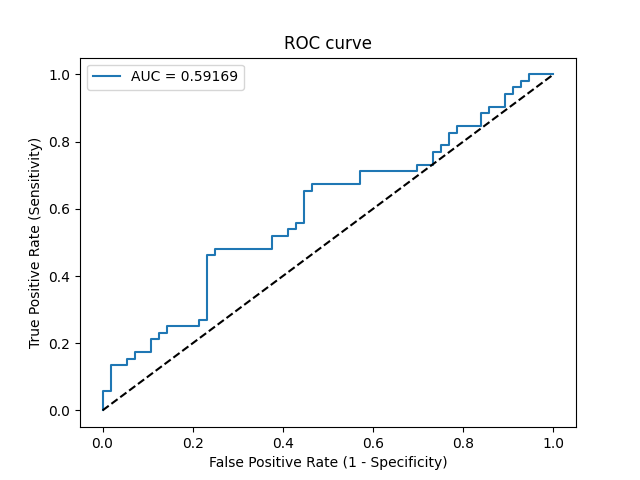 ROC curve
AUC = 0.59169
True Positive Rate (Sensitivity)
1.0
0.8
0.6
0.4
0.2
0.0
0.0 0.2 0.4 0.6 0.8 1.0
False Positive Rate (1 - Specificity)